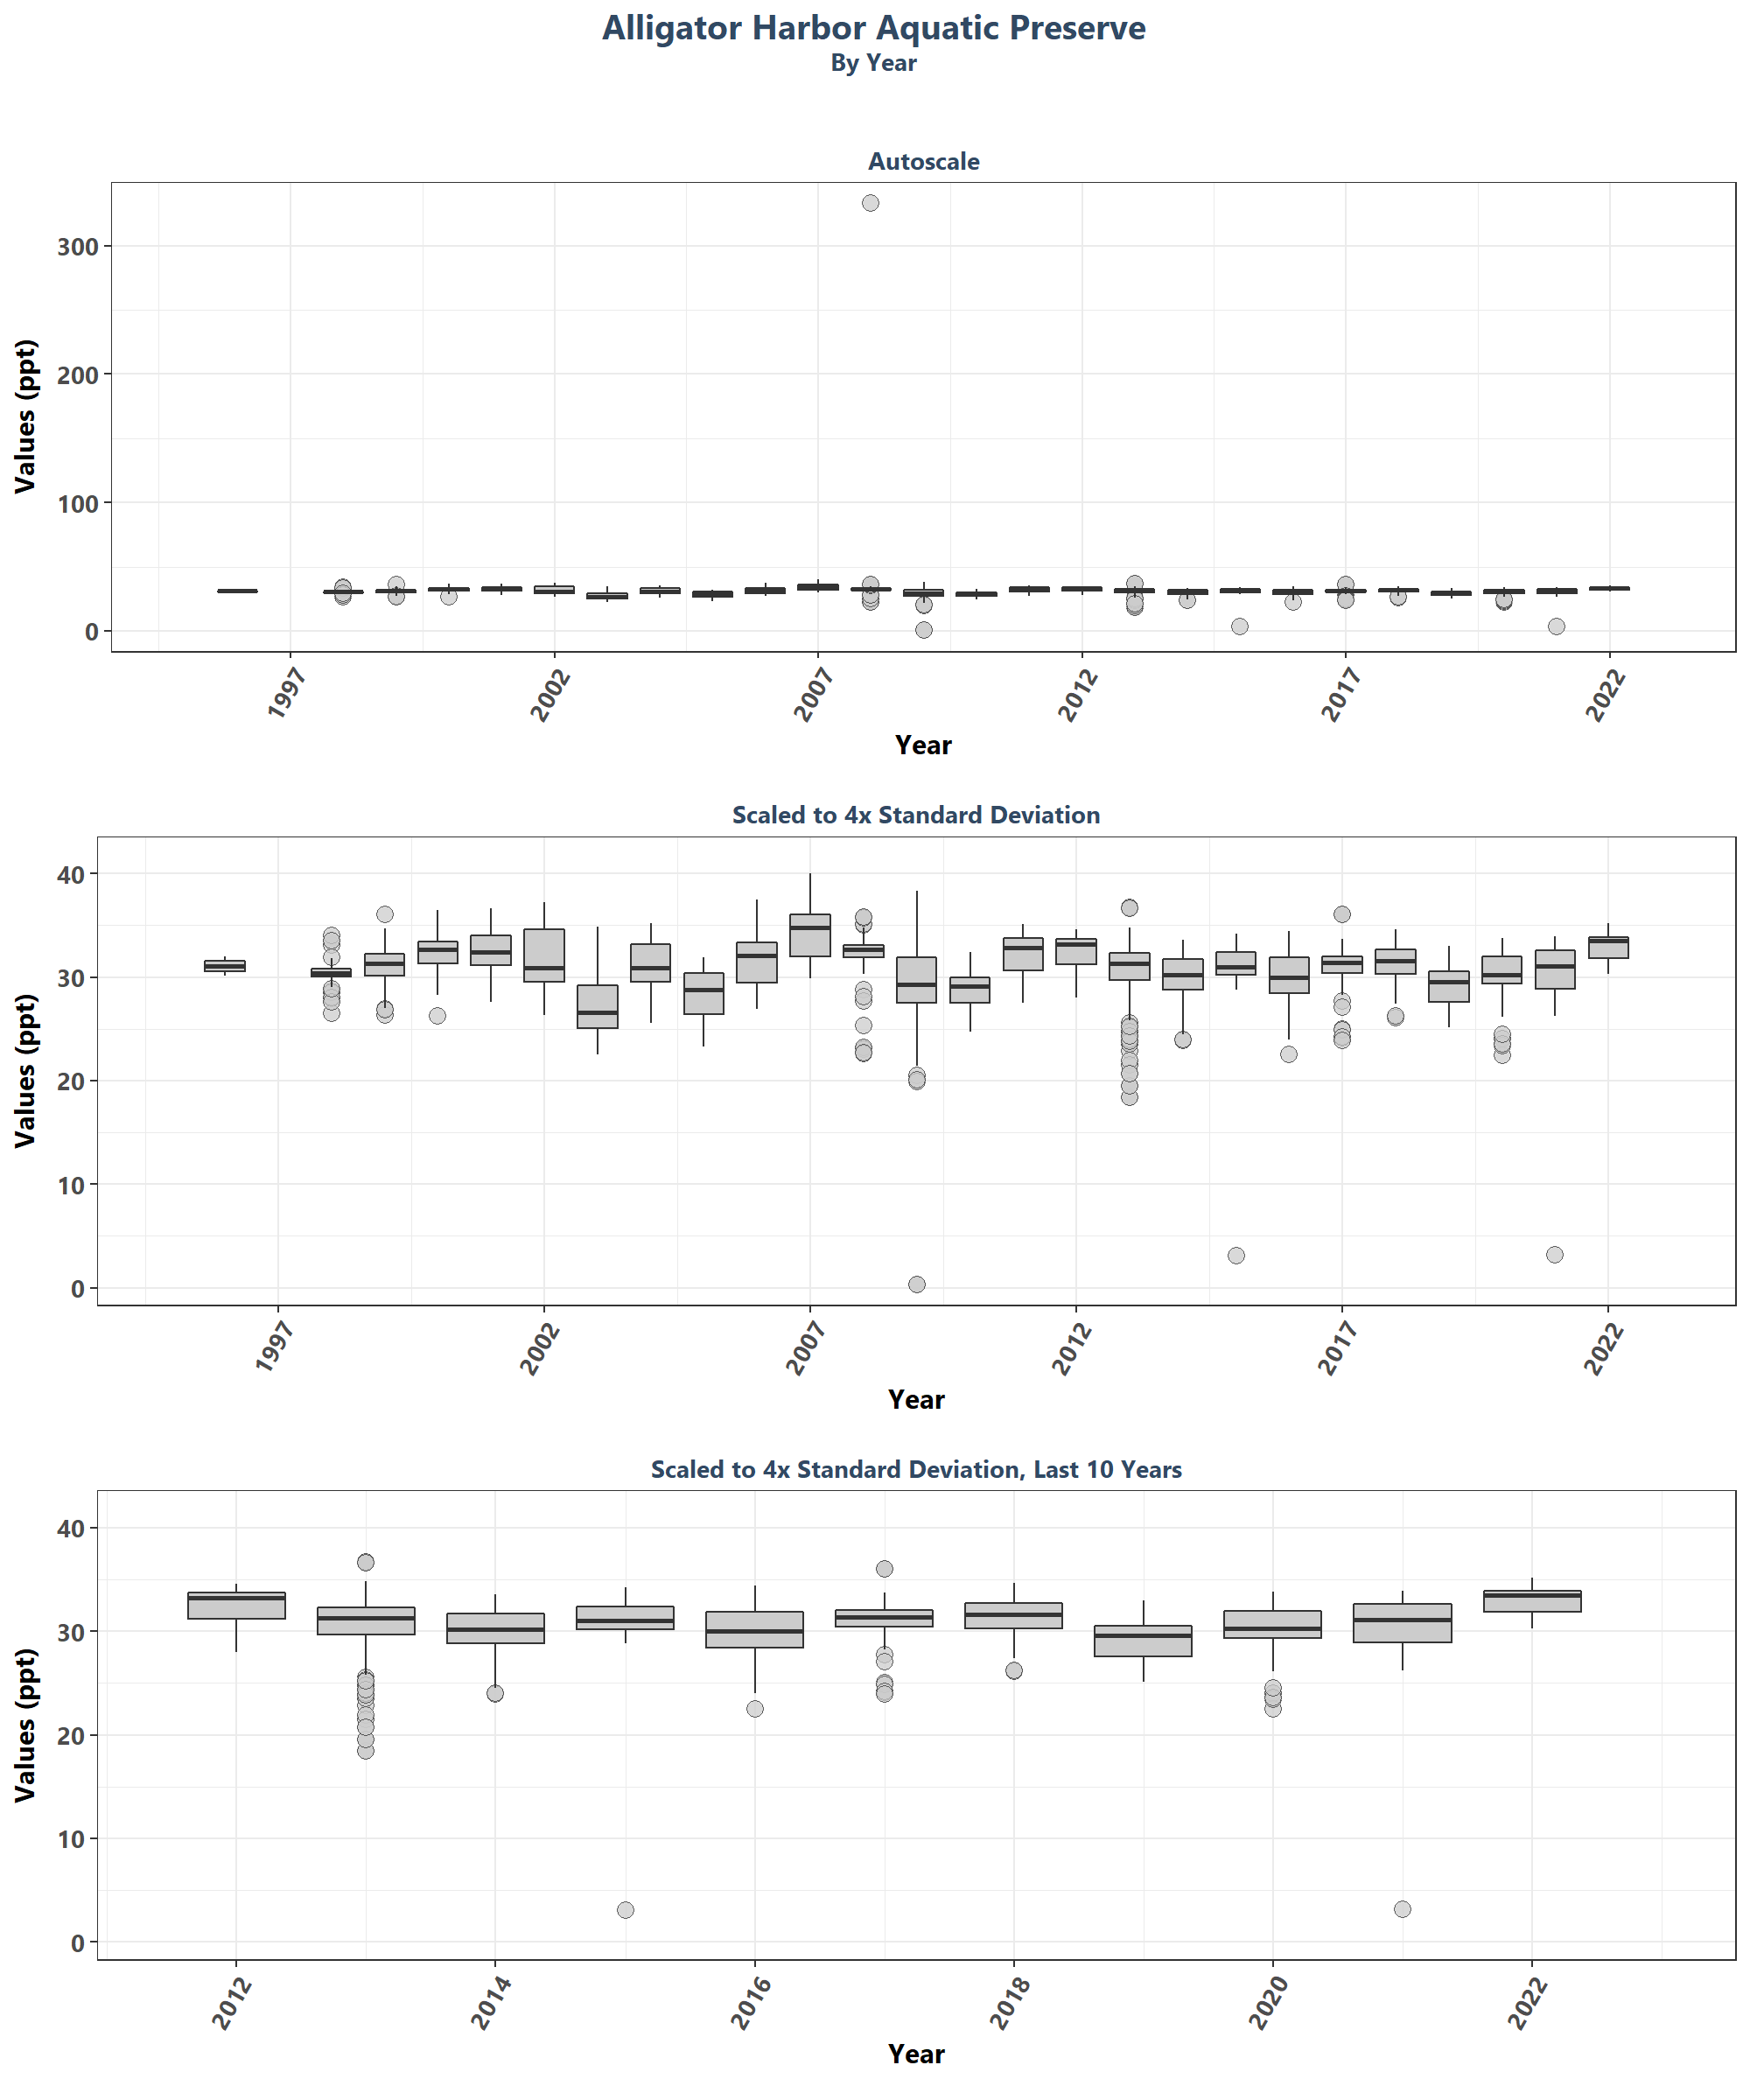 Alligator Harbor Aquatic Preserve
By Year
Autoscale
Values (ppt)
300
200
100
0
1997 2002 2007 2012 2017 2022
Year
Scaled to 4x Standard Deviation
Values (ppt)
40
30
20
10
0
1997 2002 2007 2012 2017 2022
Year
Scaled to 4x Standard Deviation, Last 10 Years
Values (ppt)
40
30
20
10
0
2012 2014 2016 2018 2020 2022
Year